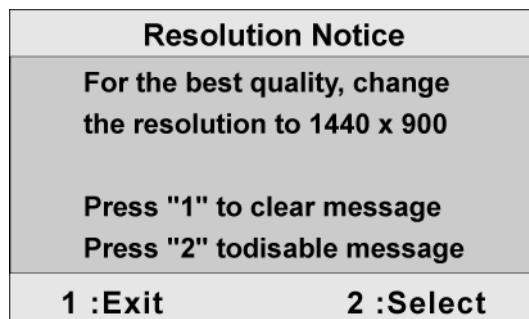 Resolution Notice
For the best quality, change
the resolution to 1440 x 900
Press "1" to clear message
Press "2" todisable message
1 :Exit 2 :Select